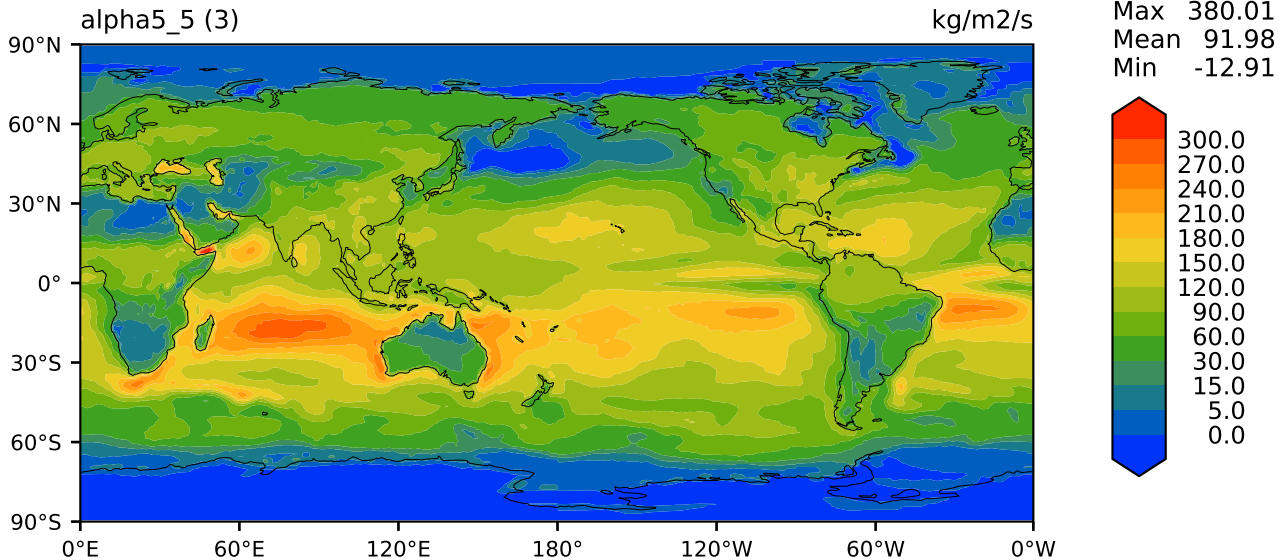 alpha5_5 (3)
kg/m2/s
Max 380.01
Mean 91.98
Min -12.91
90°N
60°N
30°N
0°
30°S
60°S
90°S
0°E 60°E 120°E 180° 120°W 60°W 0°W
300.0
270.0
240.0
210.0
180.0
150.0
120.0
90.0
60.0
30.0
15.0
5.0
0.0